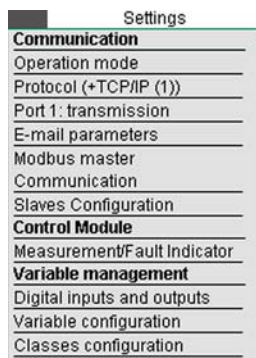 Settings
Communication
Operation mode
Protocol (+TCP/IP (1))
Port 1: transmission
E-mail parameters
Modbus master
Communication
Slaves Configuration
Control Module
Measurement/Fault Indicator
Variable management
Digital inputs and outputs
Variable configuration
Classes configuration